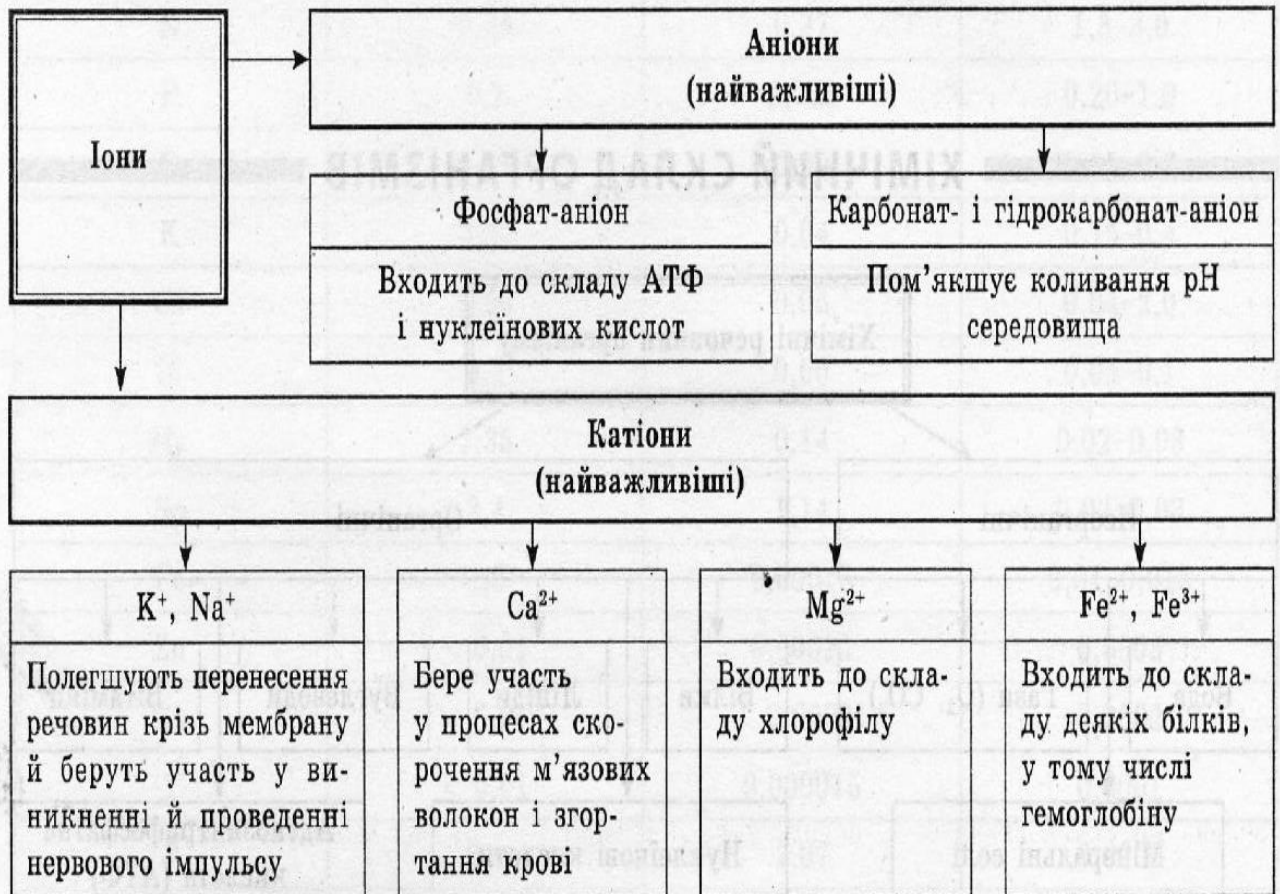 Іони
Аніони
(найважливіші)
Фосфат-аніон
Входить до складу АТФ
і нуклеїнових кислот
Карбонат- і гідрокарбонат-аніон
Пом’якшує коливання pH
середовища
Катіони
(найважливіші)
K⁺, Na⁺
Полегшують перенесення
речовин крізь мембрану
й беруть участь у ви-
никненні й проведенні
нервового імпульсу
Ca²⁺
Бере участь
у процесах ско-
рочення м’язових
волокон і згор-
тання крові
Mg²⁺
Входить до скла-
ду хлорофілу
Fe²⁺, Fe³⁺
Входить до скла-
ду деяких білків,
у тому числі
гемоглобіну